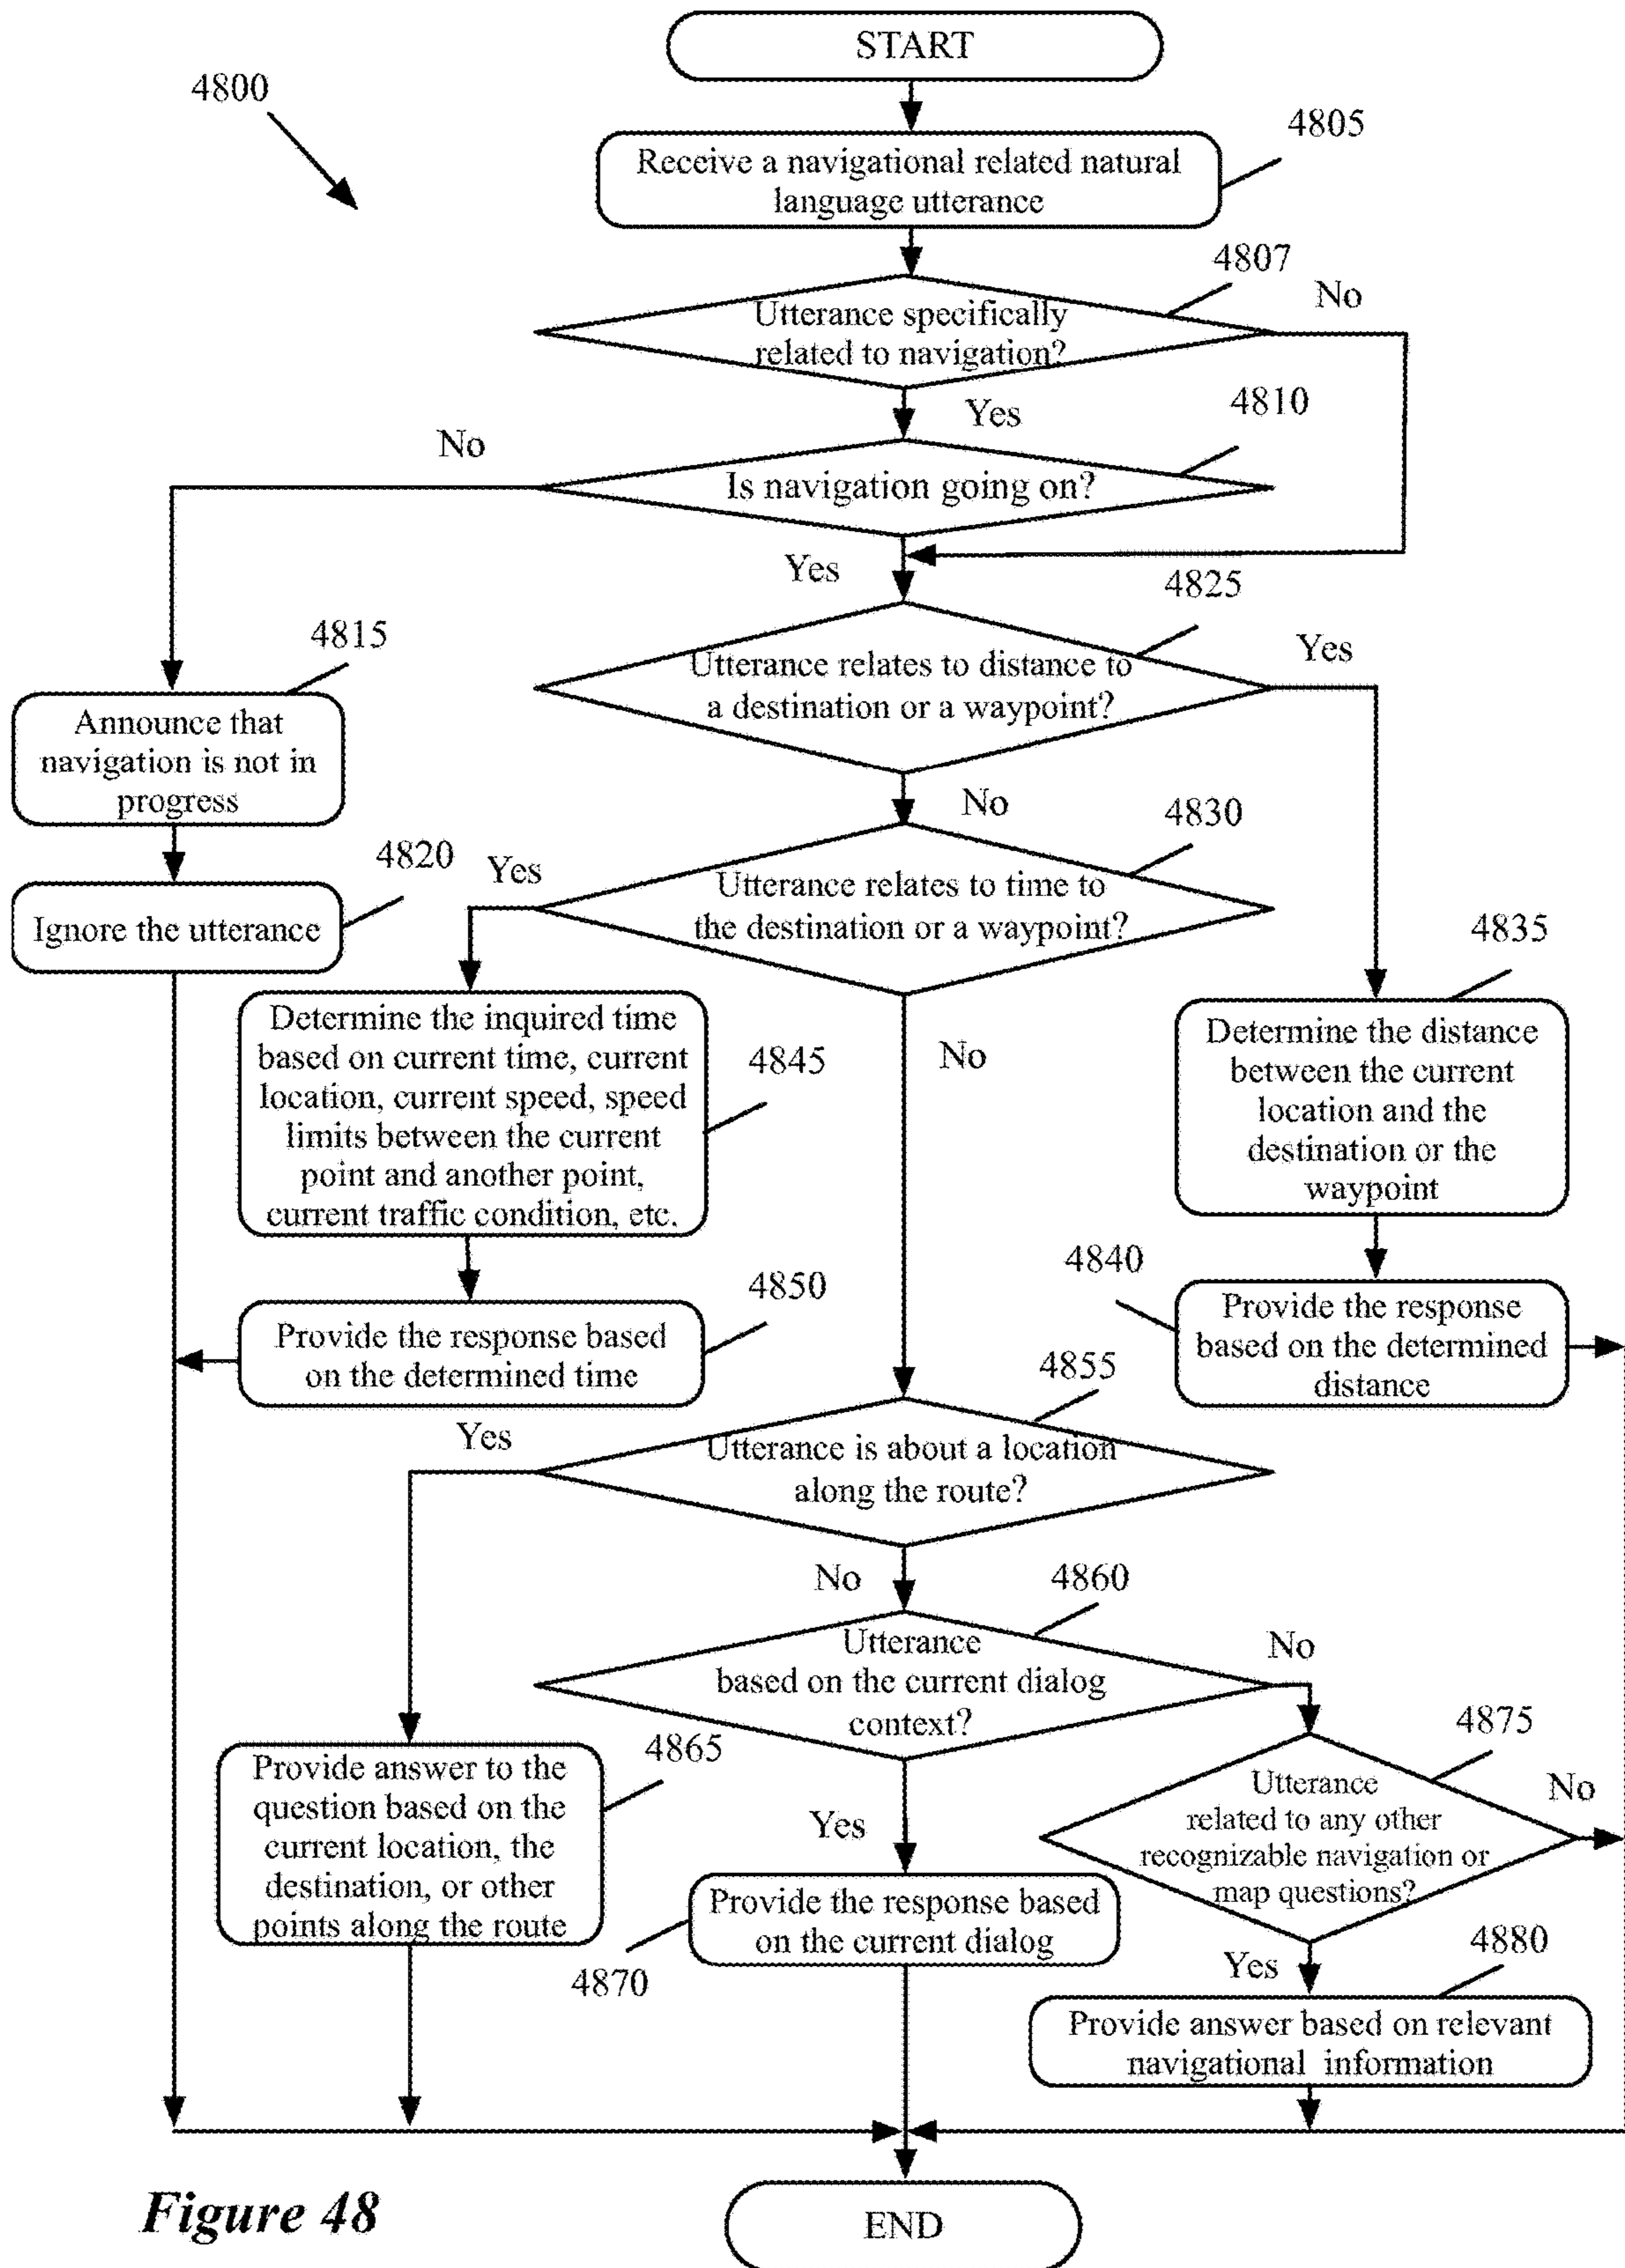 START
4800
4805
Receive a navigational related natural
language utterance
4807
No
Utterance specifically
related to navigation?
Yes
4810
No
Is navigation going on?
Yes
4825
4815
Utterance relates to distance to
a destination or a waypoint?
Yes
Announce that
navigation is not in
progress
No
4830
4820
Yes
Utterance relates to time to
the destination or a waypoint?
Ignore the utterance
4835
Determine the inquired time
based on current time, current
location, current speed, speed
limits between the current
point and another point,
current traffic condition, etc.
4845
No
Determine the distance
between the current
location and the
destination or the
waypoint
4850
4840
Provide the response based
on the determined time
Provide the response
based on the determined
distance
4855
Yes
Utterance is about a location
along the route?
No
4860
Utterance
based on the current dialog
context?
No
4875
4865
Provide answer to the
question based on the
current location, the
destination, or other
points along the route
Yes
Utterance
related to any other
recognizable navigation or
map questions?
No
Provide the response based
on the current dialog
4870
Yes
4880
Provide answer based on relevant
navigational information
Figure 48
END